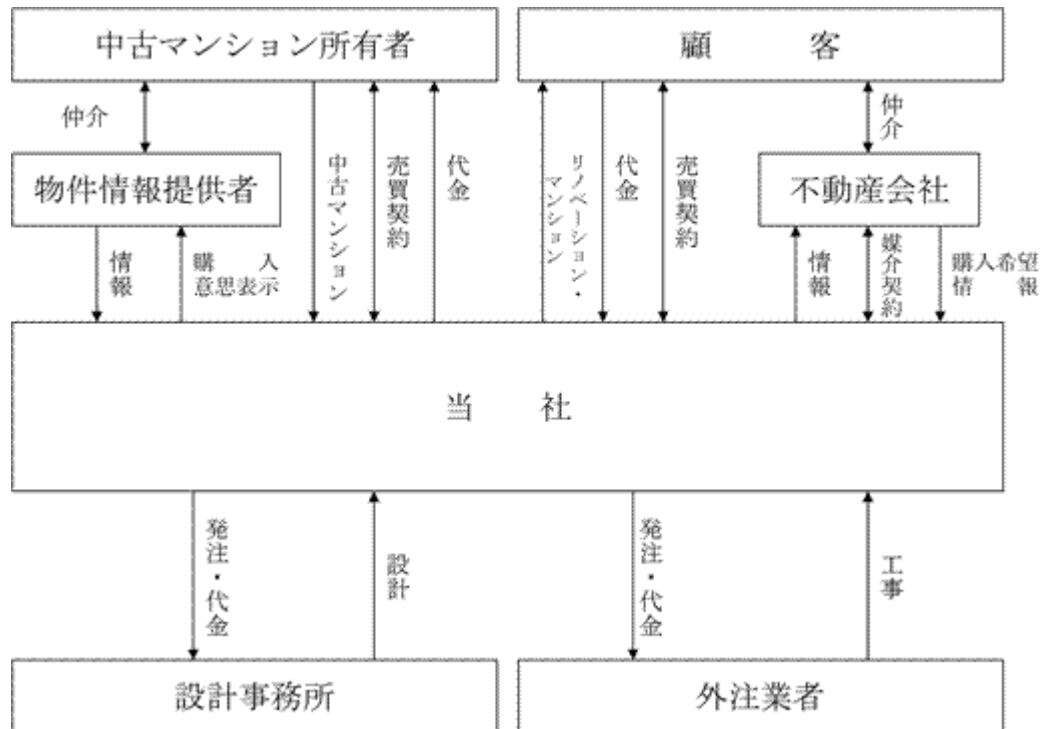 中古マンション所有者
顧客
仲介
物件情報提供者
中古マンション
売買契約
代金
リノベーション・
マンション
代金
売買契約
仲介
不動産会社
情報
購入
意思表示
情報
媒介契約
購入希望
情報
当社
発注・代金
設計
発注・代金
工事
設計事務所
外注業者